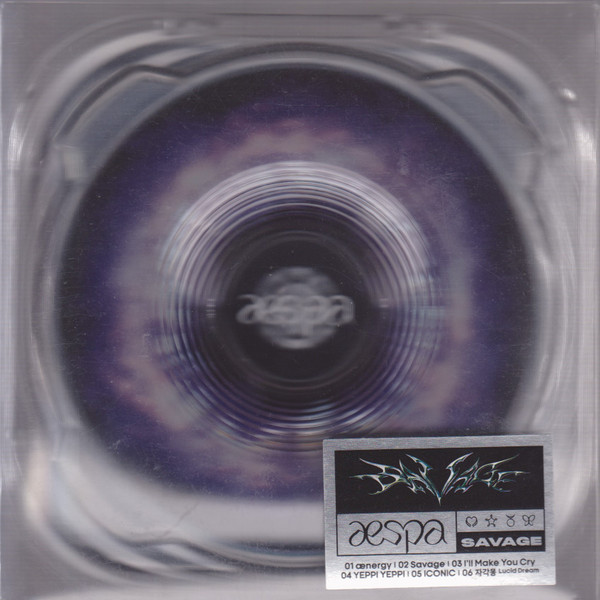 aespa
SAVAGE
aespa
SAVAGE
01 ænergy | 02 Savage | 03 I'll Make You Cry
04 YEPPI YEPPI | 05 ICONIC | 06 자각몽 Lucid Dream